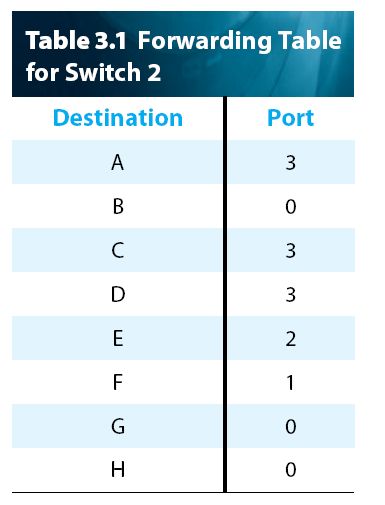 Table 3.1 Forwarding Table
for Switch 2
Destination Port
A 3
B 0
C 3
D 3
E 2
F 1
G 0
H 0